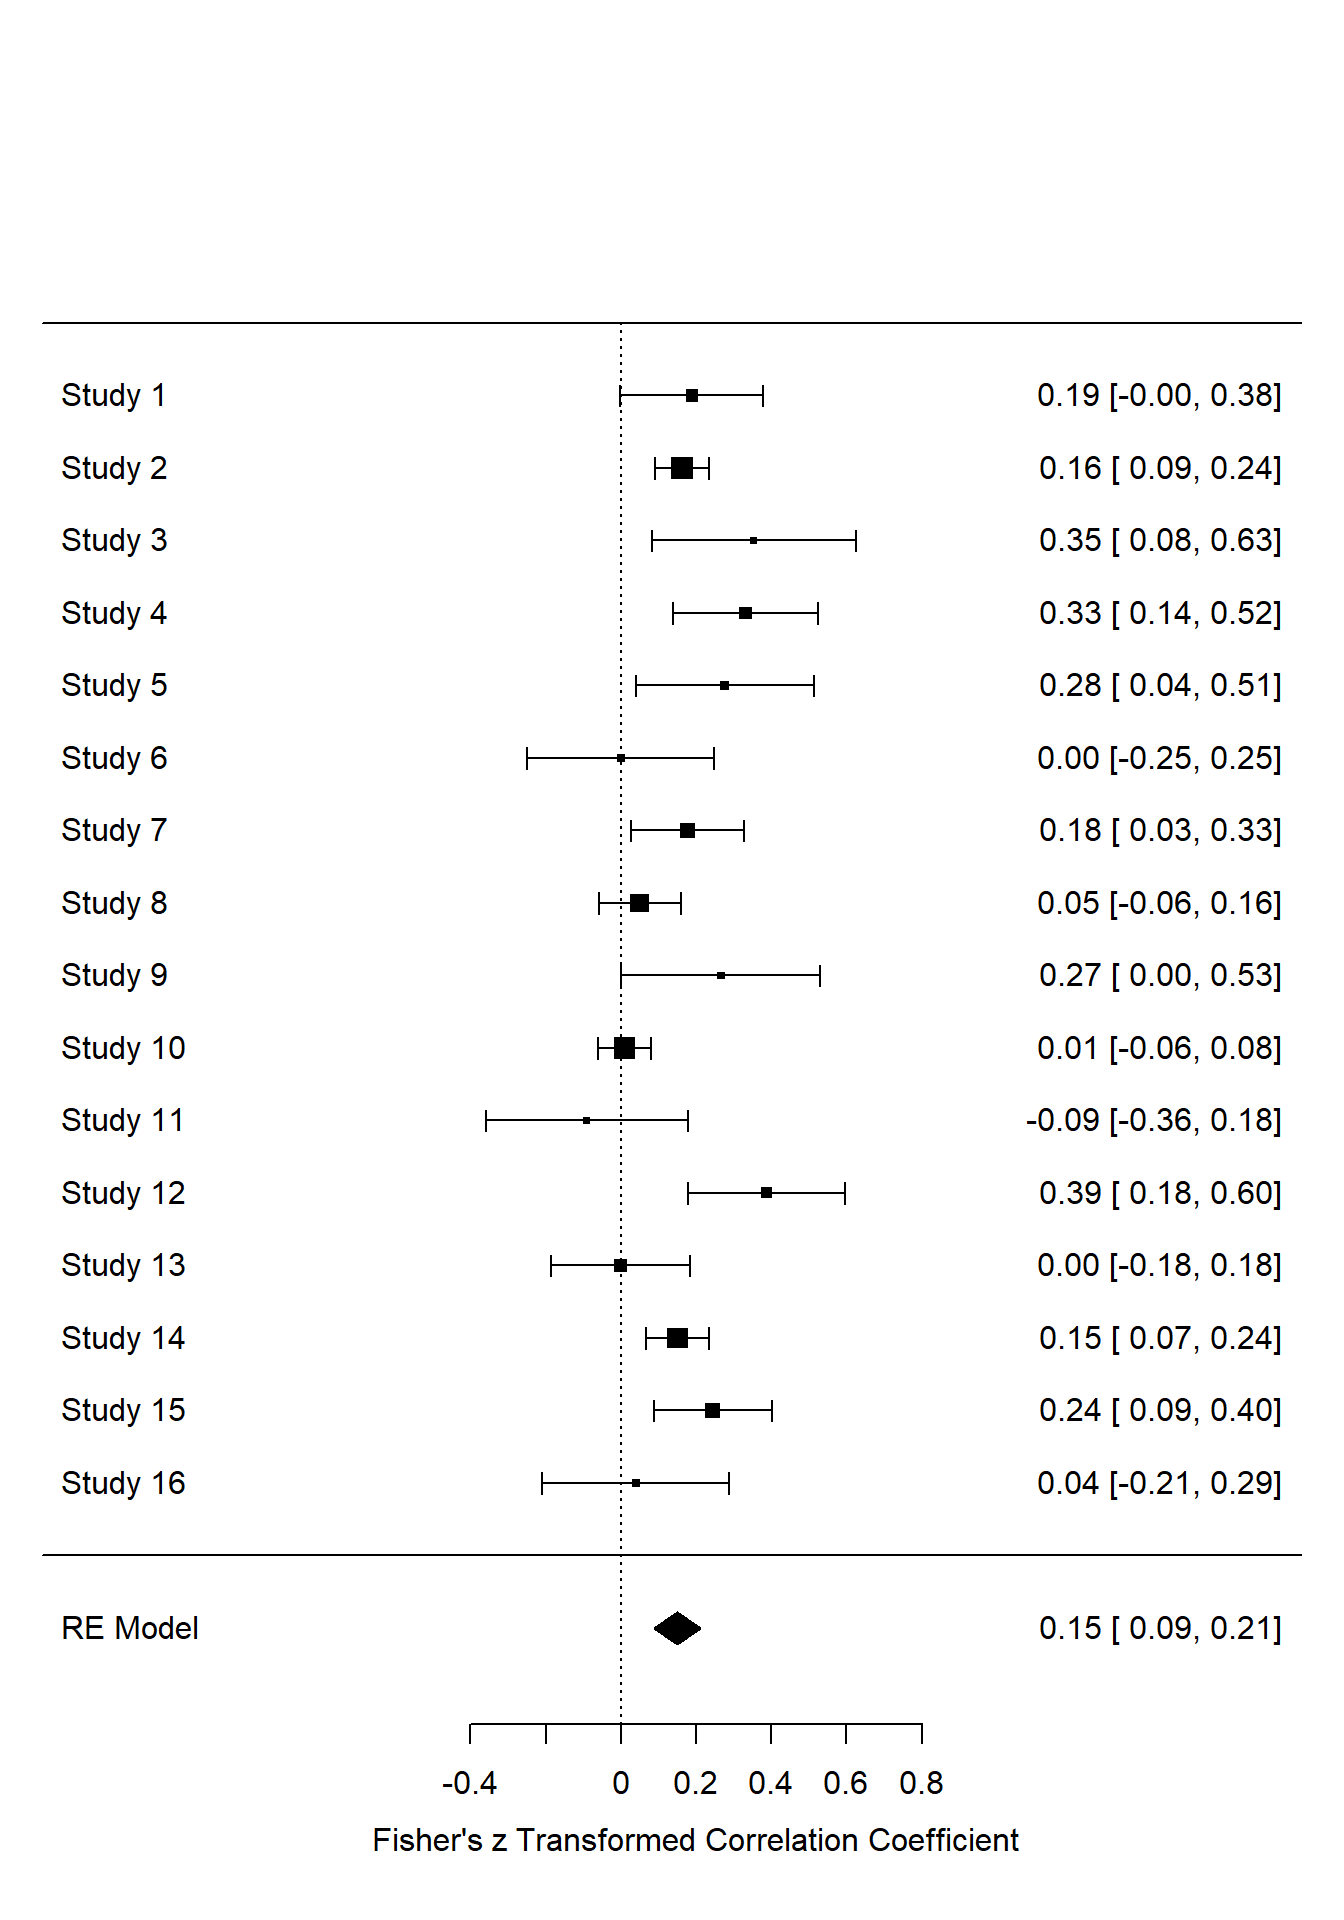 Study 1 0.19 [-0.00, 0.38]
Study 2 0.16 [ 0.09, 0.24]
Study 3 0.35 [ 0.08, 0.63]
Study 4 0.33 [ 0.14, 0.52]
Study 5 0.28 [ 0.04, 0.51]
Study 6 0.00 [-0.25, 0.25]
Study 7 0.18 [ 0.03, 0.33]
Study 8 0.05 [-0.06, 0.16]
Study 9 0.27 [ 0.00, 0.53]
Study 10 0.01 [-0.06, 0.08]
Study 11 -0.09 [-0.36, 0.18]
Study 12 0.39 [ 0.18, 0.60]
Study 13 0.00 [-0.18, 0.18]
Study 14 0.15 [ 0.07, 0.24]
Study 15 0.24 [ 0.09, 0.40]
Study 16 0.04 [-0.21, 0.29]
RE Model 0.15 [ 0.09, 0.21]
-0.4 0 0.2 0.4 0.6 0.8
Fisher's z Transformed Correlation Coefficient